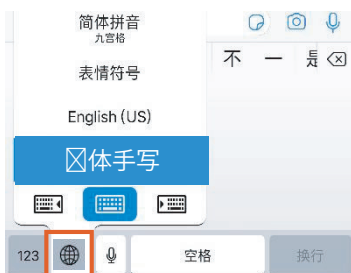 简体拼音
九宫格
不 一 是
表情符号
English (US)
体手写
123
空格
换行